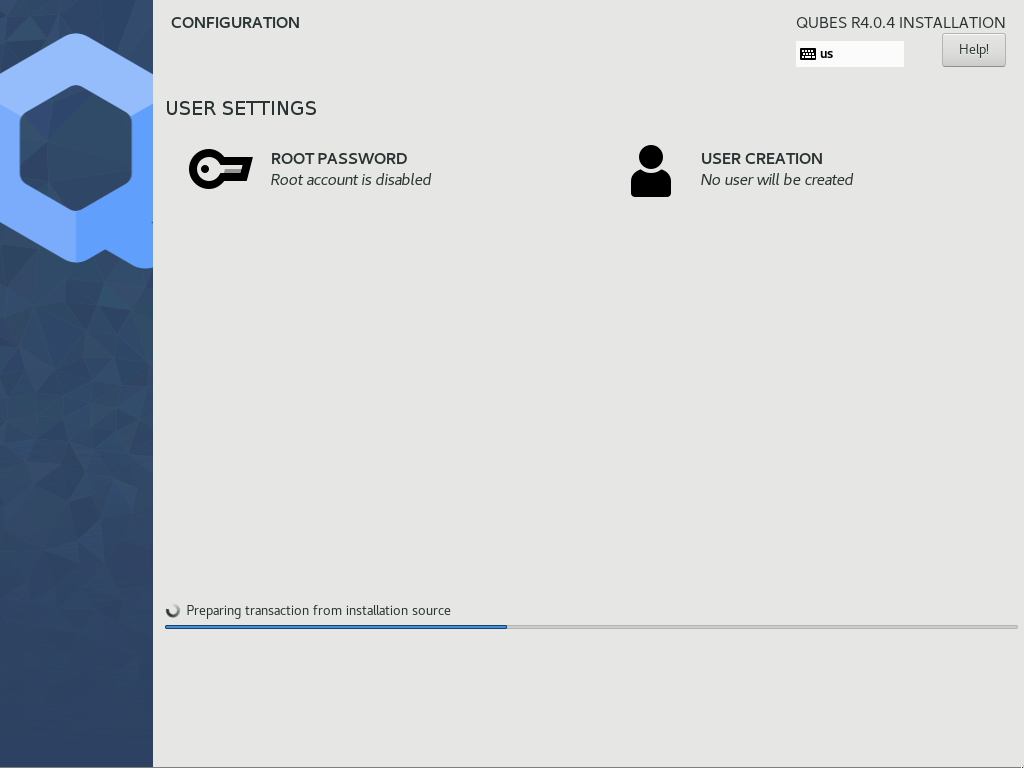 CONFIGURATION
QUBES R4.0.4 INSTALLATION
us
Help!
USER SETTINGS
ROOT PASSWORD
Root account is disabled
USER CREATION
No user will be created
Preparing transaction from installation source